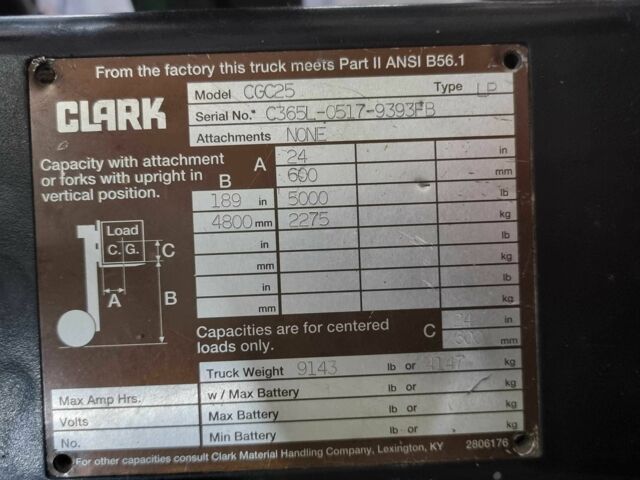 From the factory this truck meets Part II ANSI B56.1
CLARK
Model CGC25 Type LP
Serial No.* C365L-0517-9393FB
Attachments NONE
Capacity with attachment
or forks with upright in
vertical position.
A 24 in
600 mm
B
189 in 5000 lb
4800 mm 2275 kg
in lb
mm kg
in lb
mm kg
Load
C. G.
C
A
B
Capacities are for centered
loads only.
C 24 in
600 mm
Truck Weight 9143 lb or 4147 kg
Max Amp Hrs. w / Max Battery lb or kg
Volts Max Battery lb or kg
No. Min Battery lb or kg
For other capacities consult Clark Material Handling Company, Lexington, KY 2806176